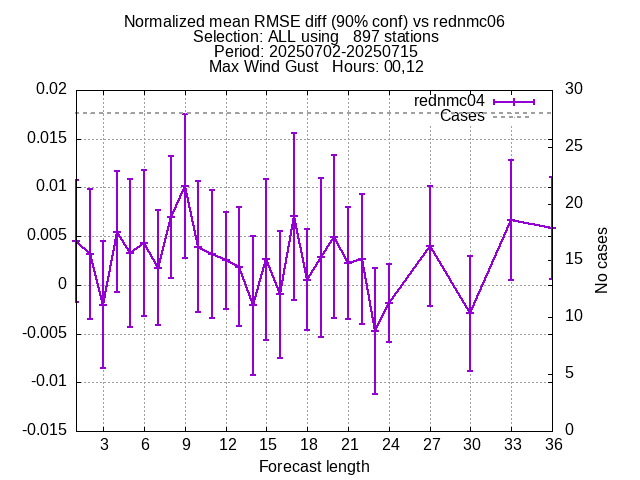 Normalized mean RMSE diff (90% conf) vs rednmc06
Selection: ALL using   897 stations
Period: 20250702-20250715
Max Wind Gust   Hours: 00,12
rednmc04
Cases
0.02
0.015
0.01
0.005
0
-0.005
-0.01
-0.015
30
25
20
15
10
5
0
No cases
3 6 9 12 15 18 21 24 27 30 33 36
Forecast length